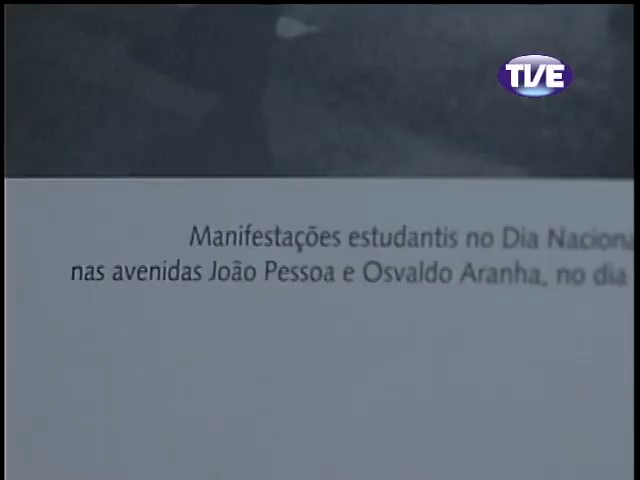 TVE
Manifestações estudantis no Dia
nas avenidas João Pessoa e Osvaldo Aranha, no dia